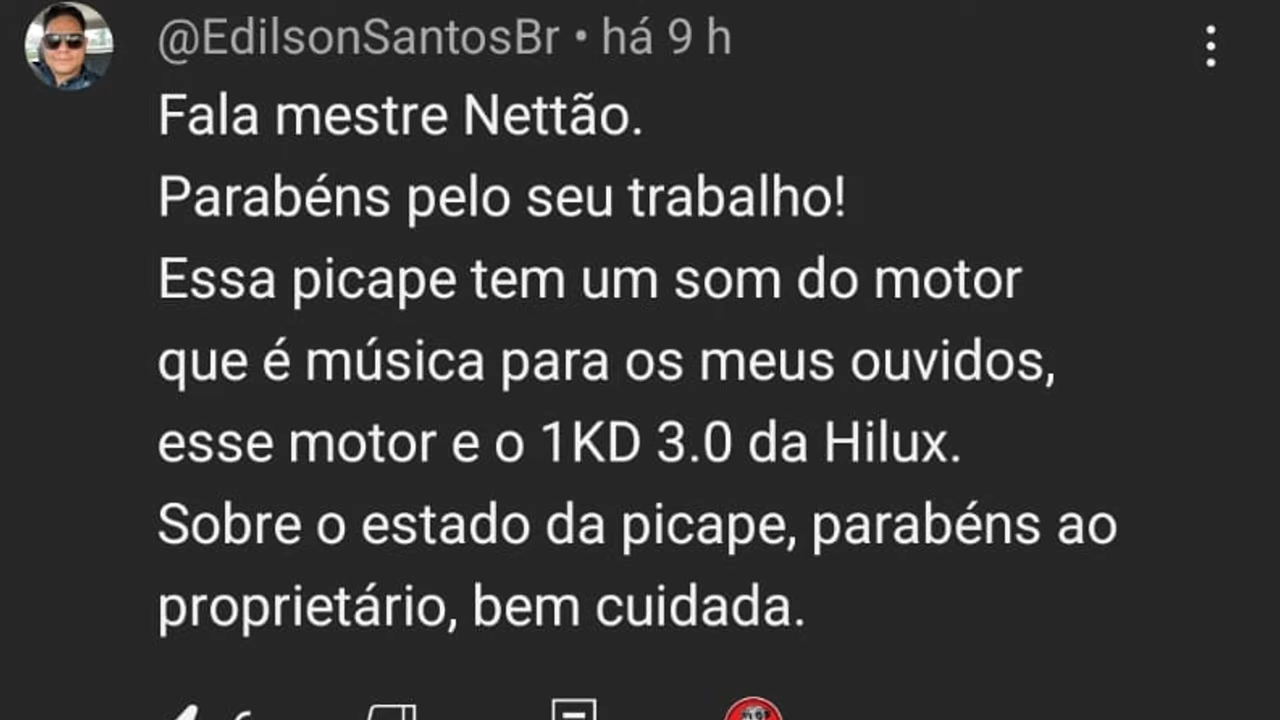 @EdilsonSantosBr • há 9 h
Fala mestre Nettão.
Parabéns pelo seu trabalho!
Essa picape tem um som do motor
que é música para os meus ouvidos,
esse motor e o 1KD 3.0 da Hilux.
Sobre o estado da picape, parabéns ao
proprietário, bem cuidada.